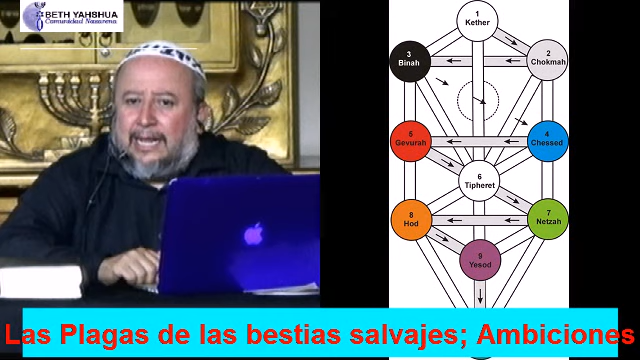 BETH YAHSHUA
Comunidad Nazarena
1
Kether
2
Chokmah
3
Binah
5
Gevurah
4
Chessed
6
Tipheret
8
Hod
7
Netzah
9
Yesod
Las Plagas de las bestias salvajes; Ambiciones